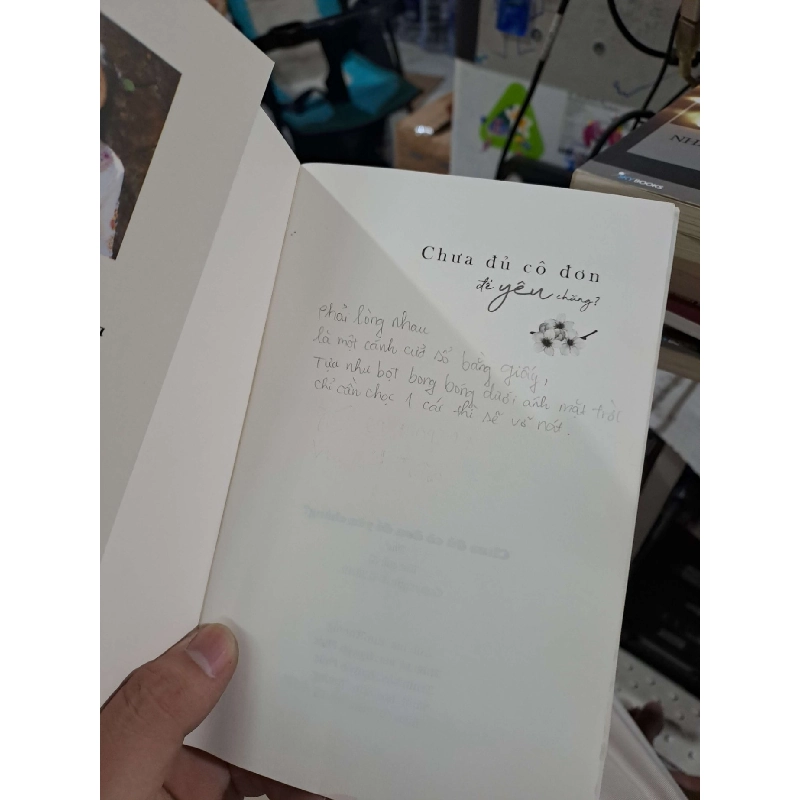 Chưa đủ cô đơn
để yêu chăng?
phải lòng nhau
là một cánh cửa sổ bằng giấy,
Tựa như bọt bong bóng dưới ánh mặt trời
chỉ cần chọc 1 cái thì sẽ vỡ nát.
SKYBOOKS